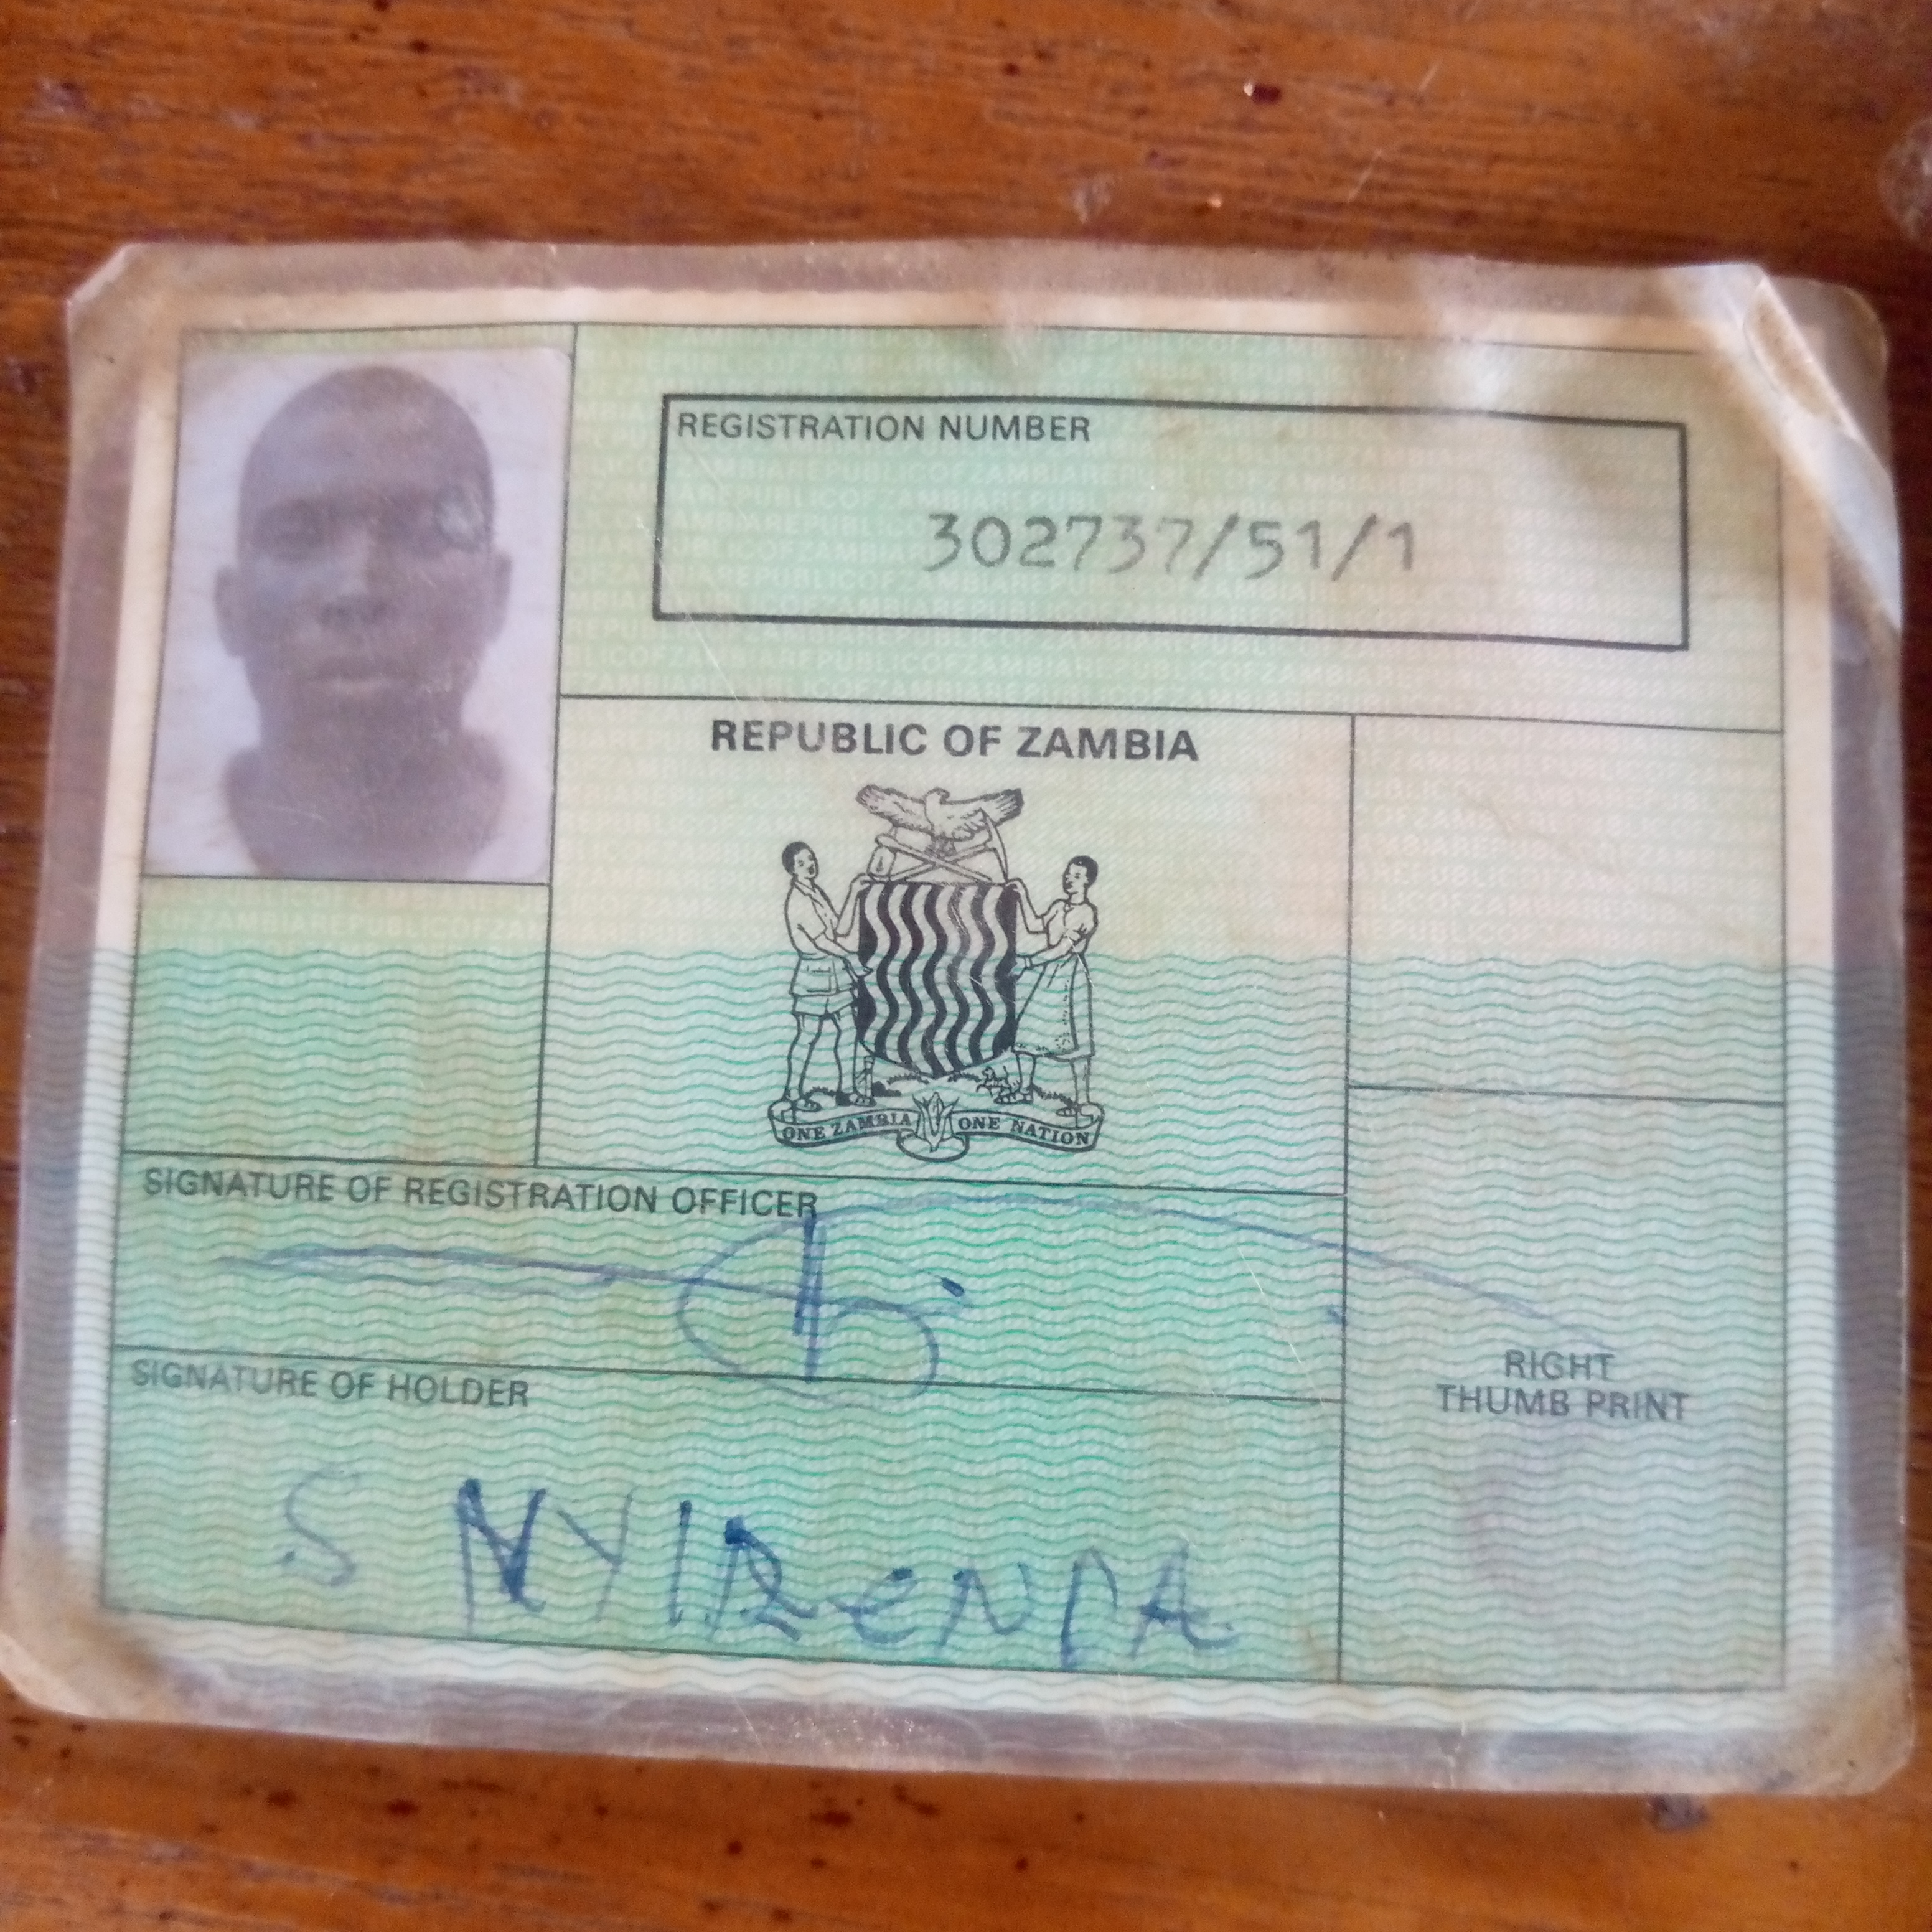 REGISTRATION NUMBER
302737/51/1
REPUBLIC OF ZAMBIA
ONE ZAMBIA ONE NATION
SIGNATURE OF REGISTRATION OFFICER
SIGNATURE OF HOLDER
S NYIRENDA
RIGHT
THUMB PRINT